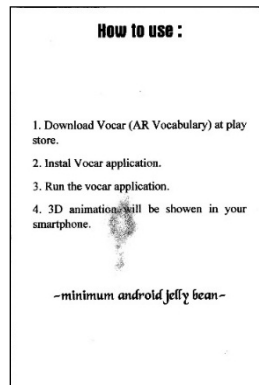 How to use :
1. Download Vocar (AR Vocabulary) at play
store.
2. Instal Vocar application.
3. Run the vocar application.
4. 3D animation will be showen in your
smartphone.
~minimum android jelly bean~